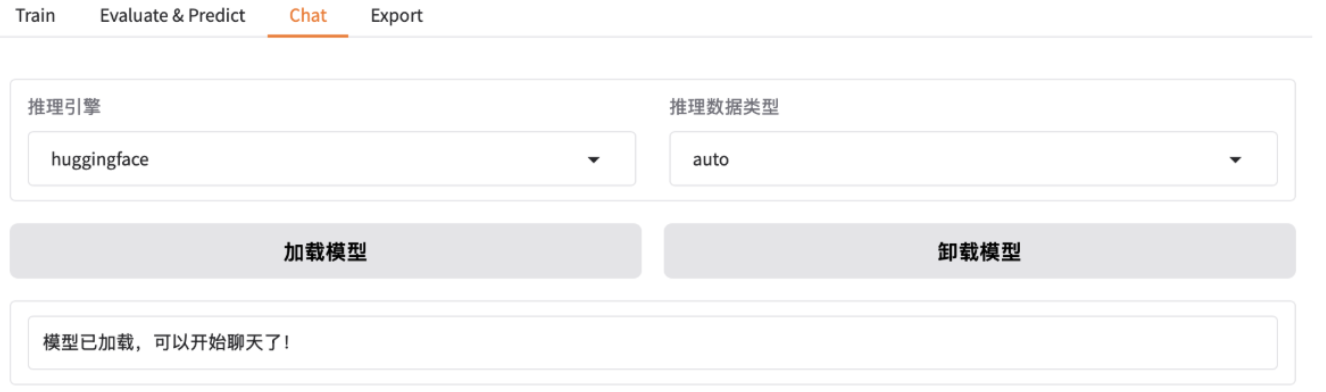 Train Evaluate & Predict Chat Export
推理引擎 推理数据类型
huggingface auto
加载模型 卸载模型
模型已加载，可以开始聊天了!